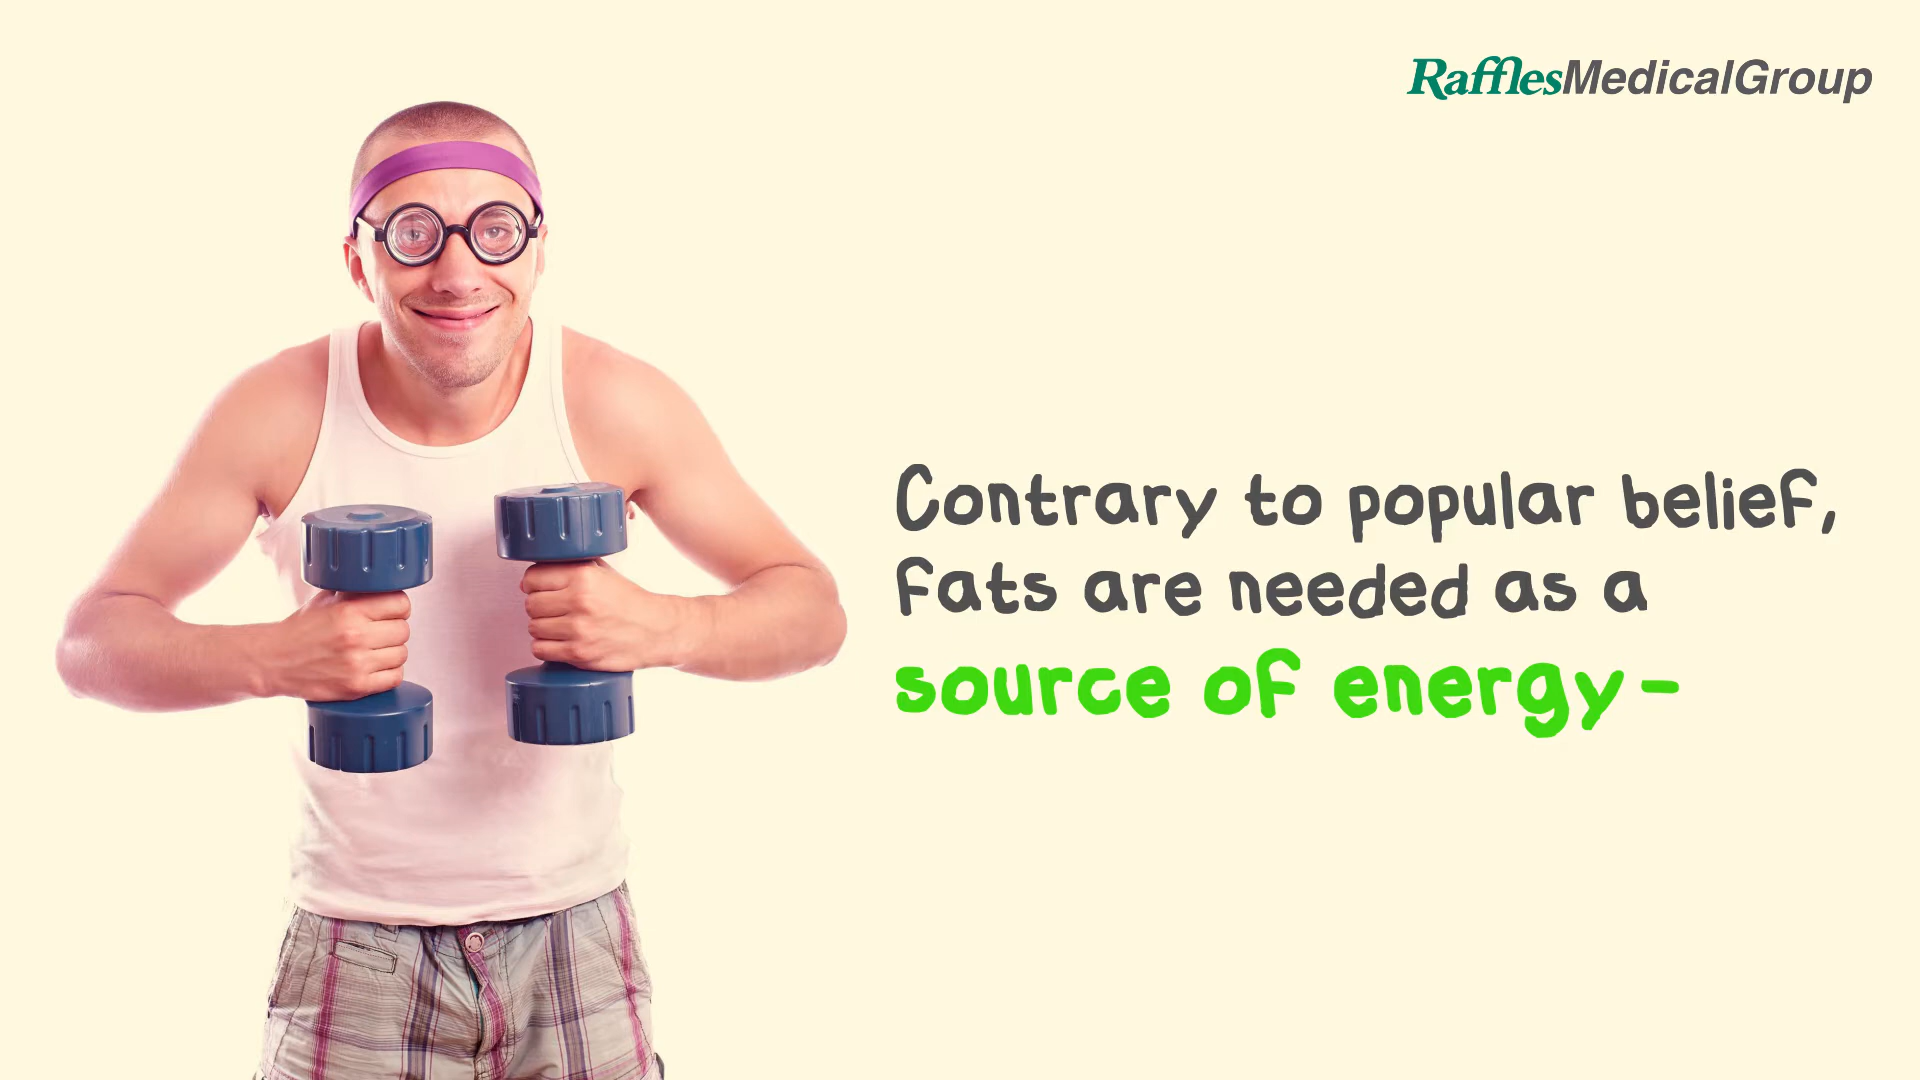 RafflesMedicalGroup
Contrary to popular belief,
fats are needed as a
source of energy-